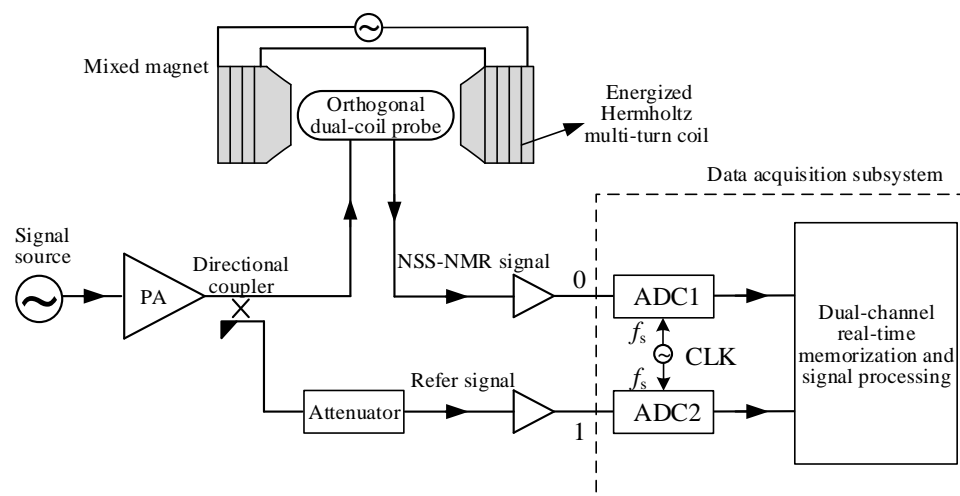 Mixed magnet
Orthogonal
dual-coil probe
Energized
Hermholtz
multi-turn coil
Data acquisition subsystem
Signal
source
PA
Directional
coupler
NSS-NMR signal
0
ADC1
fs
CLK
fs
Dual-channel
real-time
memorization and
signal processing
Attenuator
Refer signal
1
ADC2